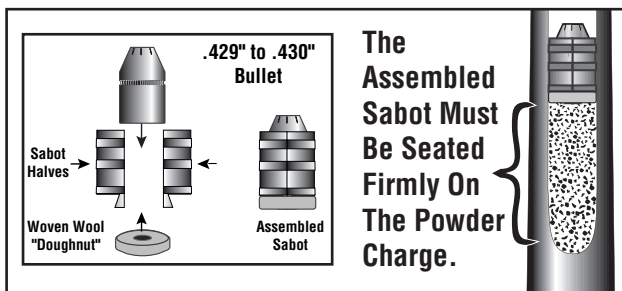 .429" to .430"
Bullet
Sabot
Halves
Woven Wool
"Doughnut"
Assembled
Sabot
The
Assembled
Sabot Must
Be Seated
Firmly On
The Powder
Charge.